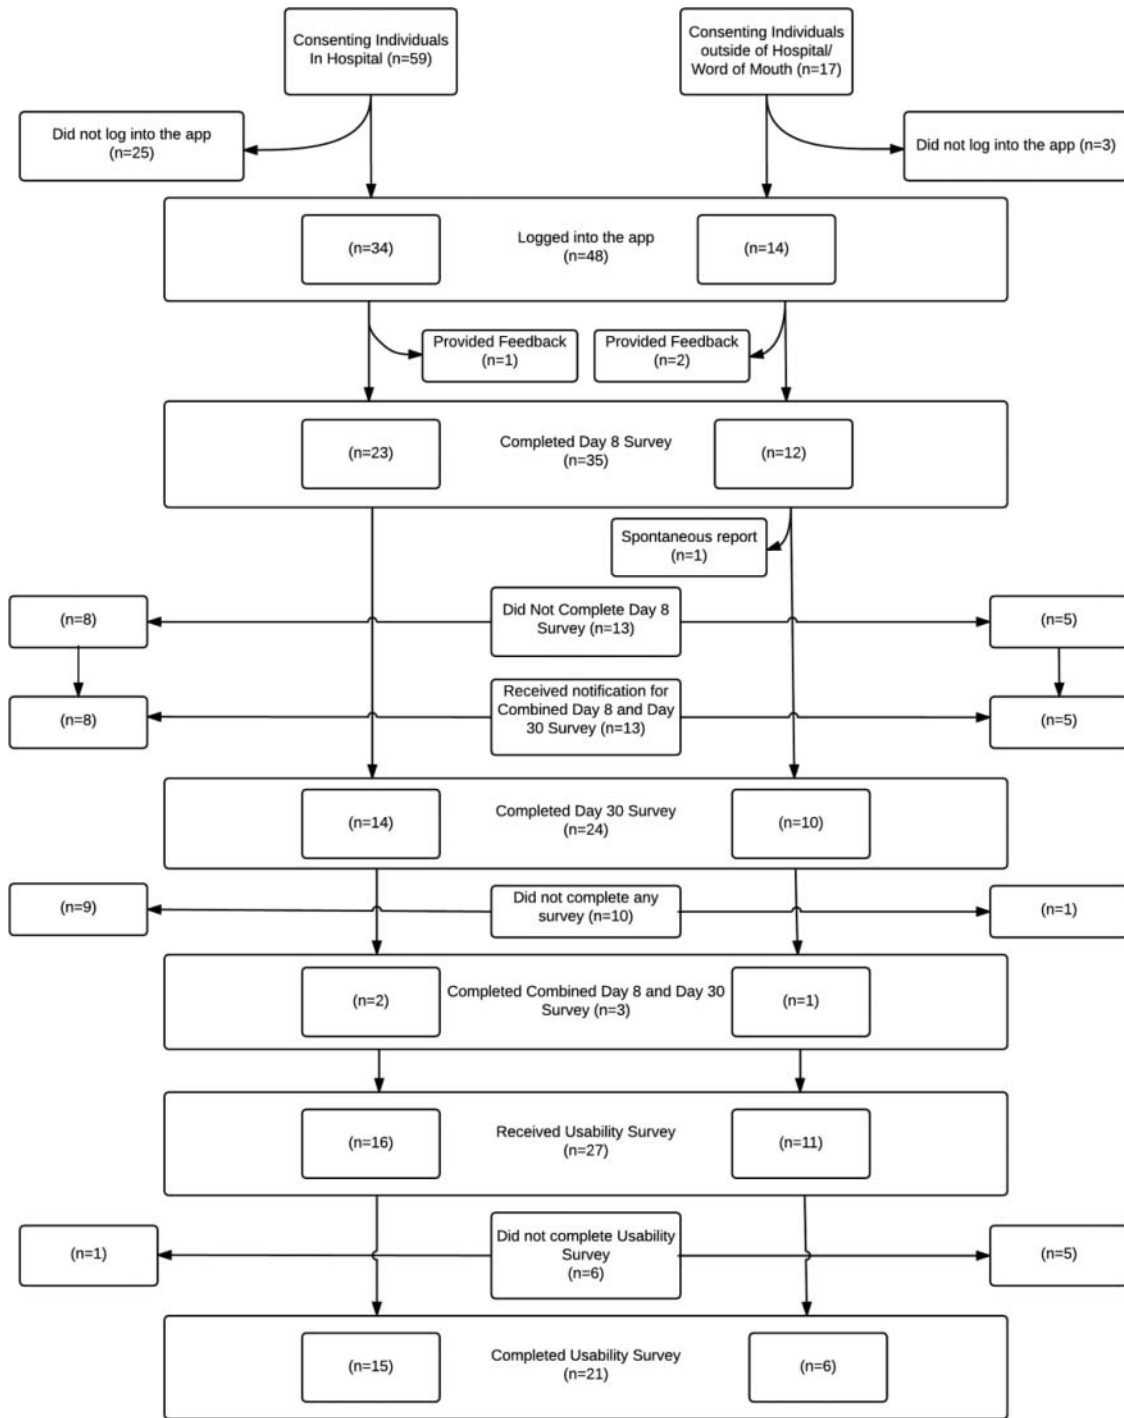 Consenting Individuals
In Hospital (n=59)
Consenting Individuals
outside of Hospital/
Word of Mouth (n=17)
Did not log into the app
(n=25)
Did not log into the app (n=3)
(n=34)
Logged into the app
(n=48)
(n=14)
Provided Feedback
(n=1)
Provided Feedback
(n=2)
(n=23)
Completed Day 8 Survey
(n=35)
(n=12)
Spontaneous report
(n=1)
(n=8)
Did Not Complete Day 8
Survey (n=13)
(n=5)
(n=8)
Received notification for
Combined Day 8 and Day
30 Survey (n=13)
(n=5)
(n=14)
Completed Day 30 Survey
(n=24)
(n=10)
(n=9)
Did not complete any
survey (n=10)
(n=1)
(n=2)
Completed Combined Day 8 and Day 30
Survey (n=3)
(n=1)
(n=16)
Received Usability Survey
(n=27)
(n=11)
(n=1)
Did not complete Usability
Survey
(n=6)
(n=5)
(n=15)
Completed Usability Survey
(n=21)
(n=6)